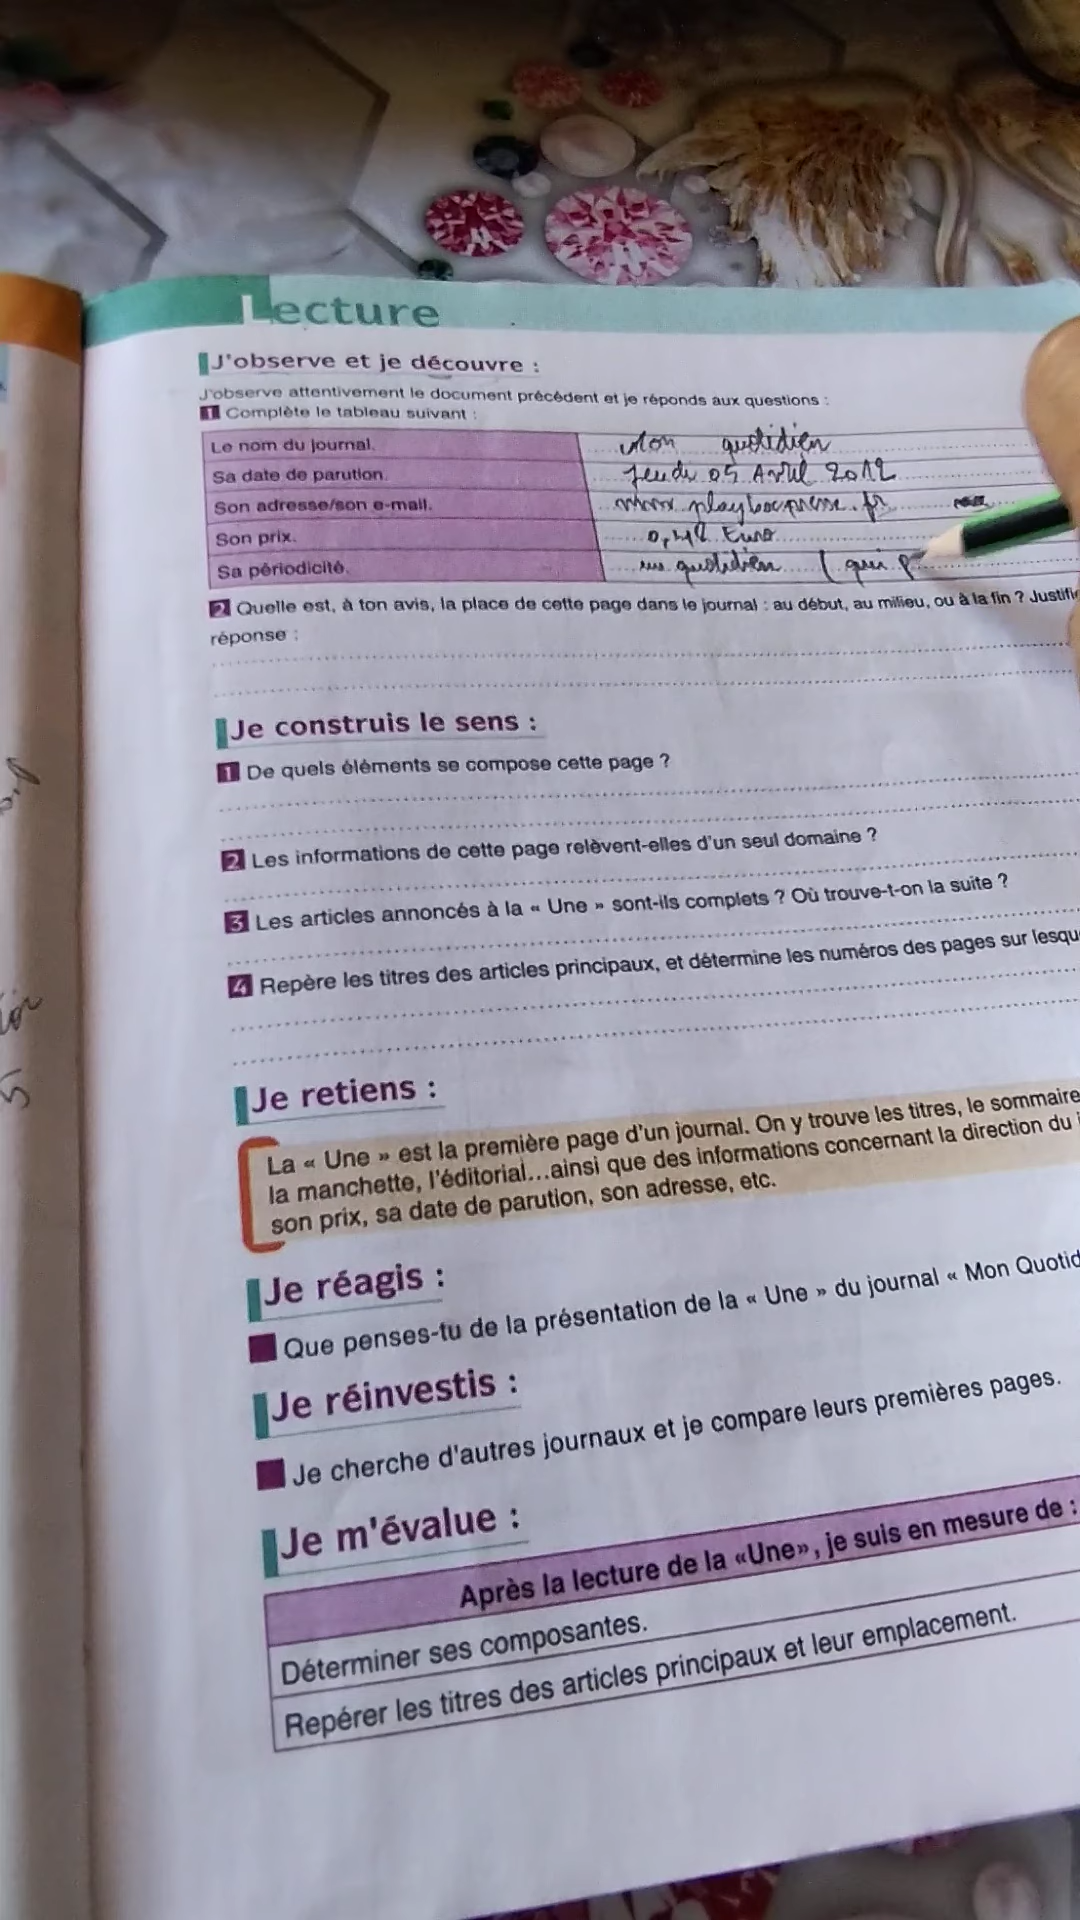 Lecture
J'observe et je découvre :
J'observe attentivement le document précédent et je réponds aux questions :
1 Complète le tableau suivant :
Le nom du journal. Mon quotidien
Sa date de parution. Jeudi 05 Avril 2012
Son adresse/son e-mail.
Son prix. Euro
Sa périodicité. un quotidien ( qui p
2 Quelle est, à ton avis, la place de cette page dans le journal : au début, au milieu, ou à la fin ? Justifi
réponse :
Je construis le sens :
1 De quels éléments se compose cette page ?
2 Les informations de cette page relèvent-elles d'un seul domaine ?
3 Les articles annoncés à la « Une » sont-ils complets ? Où trouve-t-on la suite ?
4 Repère les titres des articles principaux, et détermine les numéros des pages sur lesqu
Je retiens :
La « Une » est la première page d'un journal. On y trouve les titres, le sommaire
la manchette, l'éditorial...ainsi que des informations concernant la direction du
son prix, sa date de parution, son adresse, etc.
Je réagis :
Que penses-tu de la présentation de la « Une » du journal « Mon Quotid
Je réinvestis :
Je cherche d'autres journaux et je compare leurs premières pages.
Je m'évalue :
Après la lecture de la «Une», je suis en mesure de :
Déterminer ses composantes.
Repérer les titres des articles principaux et leur emplacement.